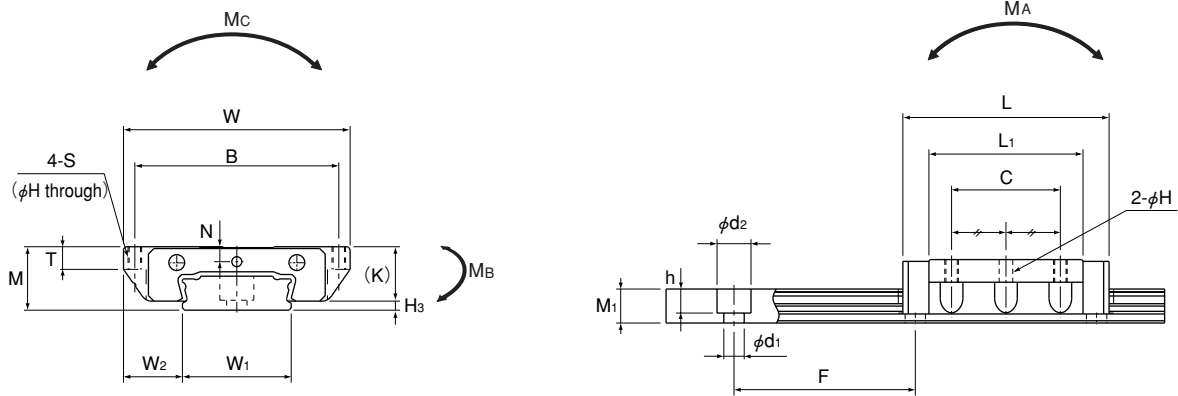 MC
W
B
4-S
(φH through)
N
T
M
(K)
MB
H3
W2
W1
MA
L
L1
C
2-φH
φd2
h
M1
φd1
F